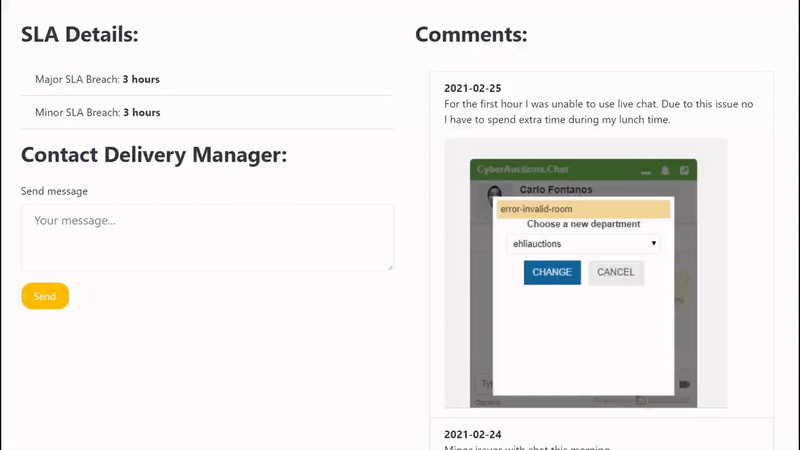 SLA Details:
Major SLA Breach: 3 hours
Minor SLA Breach: 3 hours
Contact Delivery Manager:
Send message
Your message...
Send
Comments:
2021-02-25
For the first hour I was unable to use live chat. Due to this issue no
I have to spend extra time during my lunch time.
CyberAuctions.Chat
Carlo Fontanos
error-invalid-room
Choose a new department
ehliauctions
CHANGE CANCEL
Ty
Options
2021-02-24
Minor issues with chat this morning